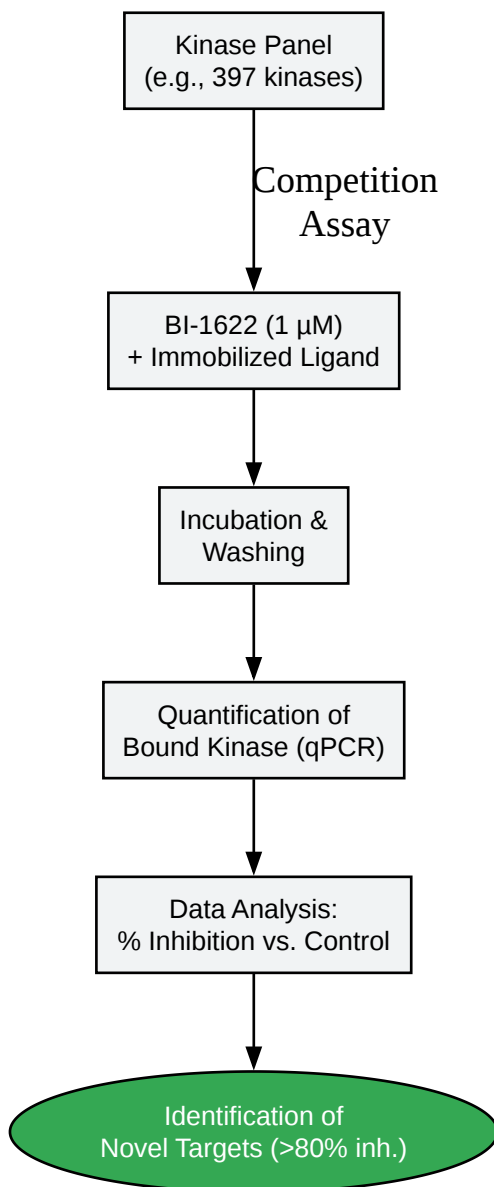 Kinase Panel
(e.g., 397 kinases)
Competition
Assay
BI-1622 (1 µM)
+ Immobilized Ligand
Incubation &
Washing
Quantification of
Bound Kinase (qPCR)
Data Analysis:
% Inhibition vs. Control
Identification of
Novel Targets (>80% inh.)